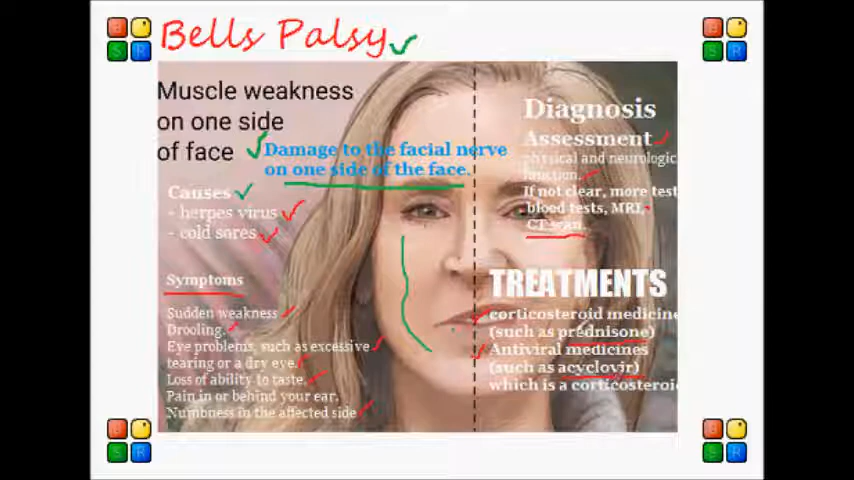 Bells Palsy
Muscle weakness
on one side
of face
Damage to the facial nerve
on one side of the face.
Causes
- herpes virus
- cold sores
Symptoms
Sudden weakness
Drooling.
Eye problems, such as excessive
tearing or a dry eye.
Loss of ability to taste.
Pain in or behind your ear.
Numbness in the affected side
Diagnosis
Assessment
physical and neurologic
function.
If not clear, more test
blood tests, MRI,
CT scan.
TREATMENTS
corticosteroid medicine
(such as prednisone)
Antiviral medicines
(such as acyclovir)
which is a corticosteroi
B
S R
B
S R
B
S R
B
S R